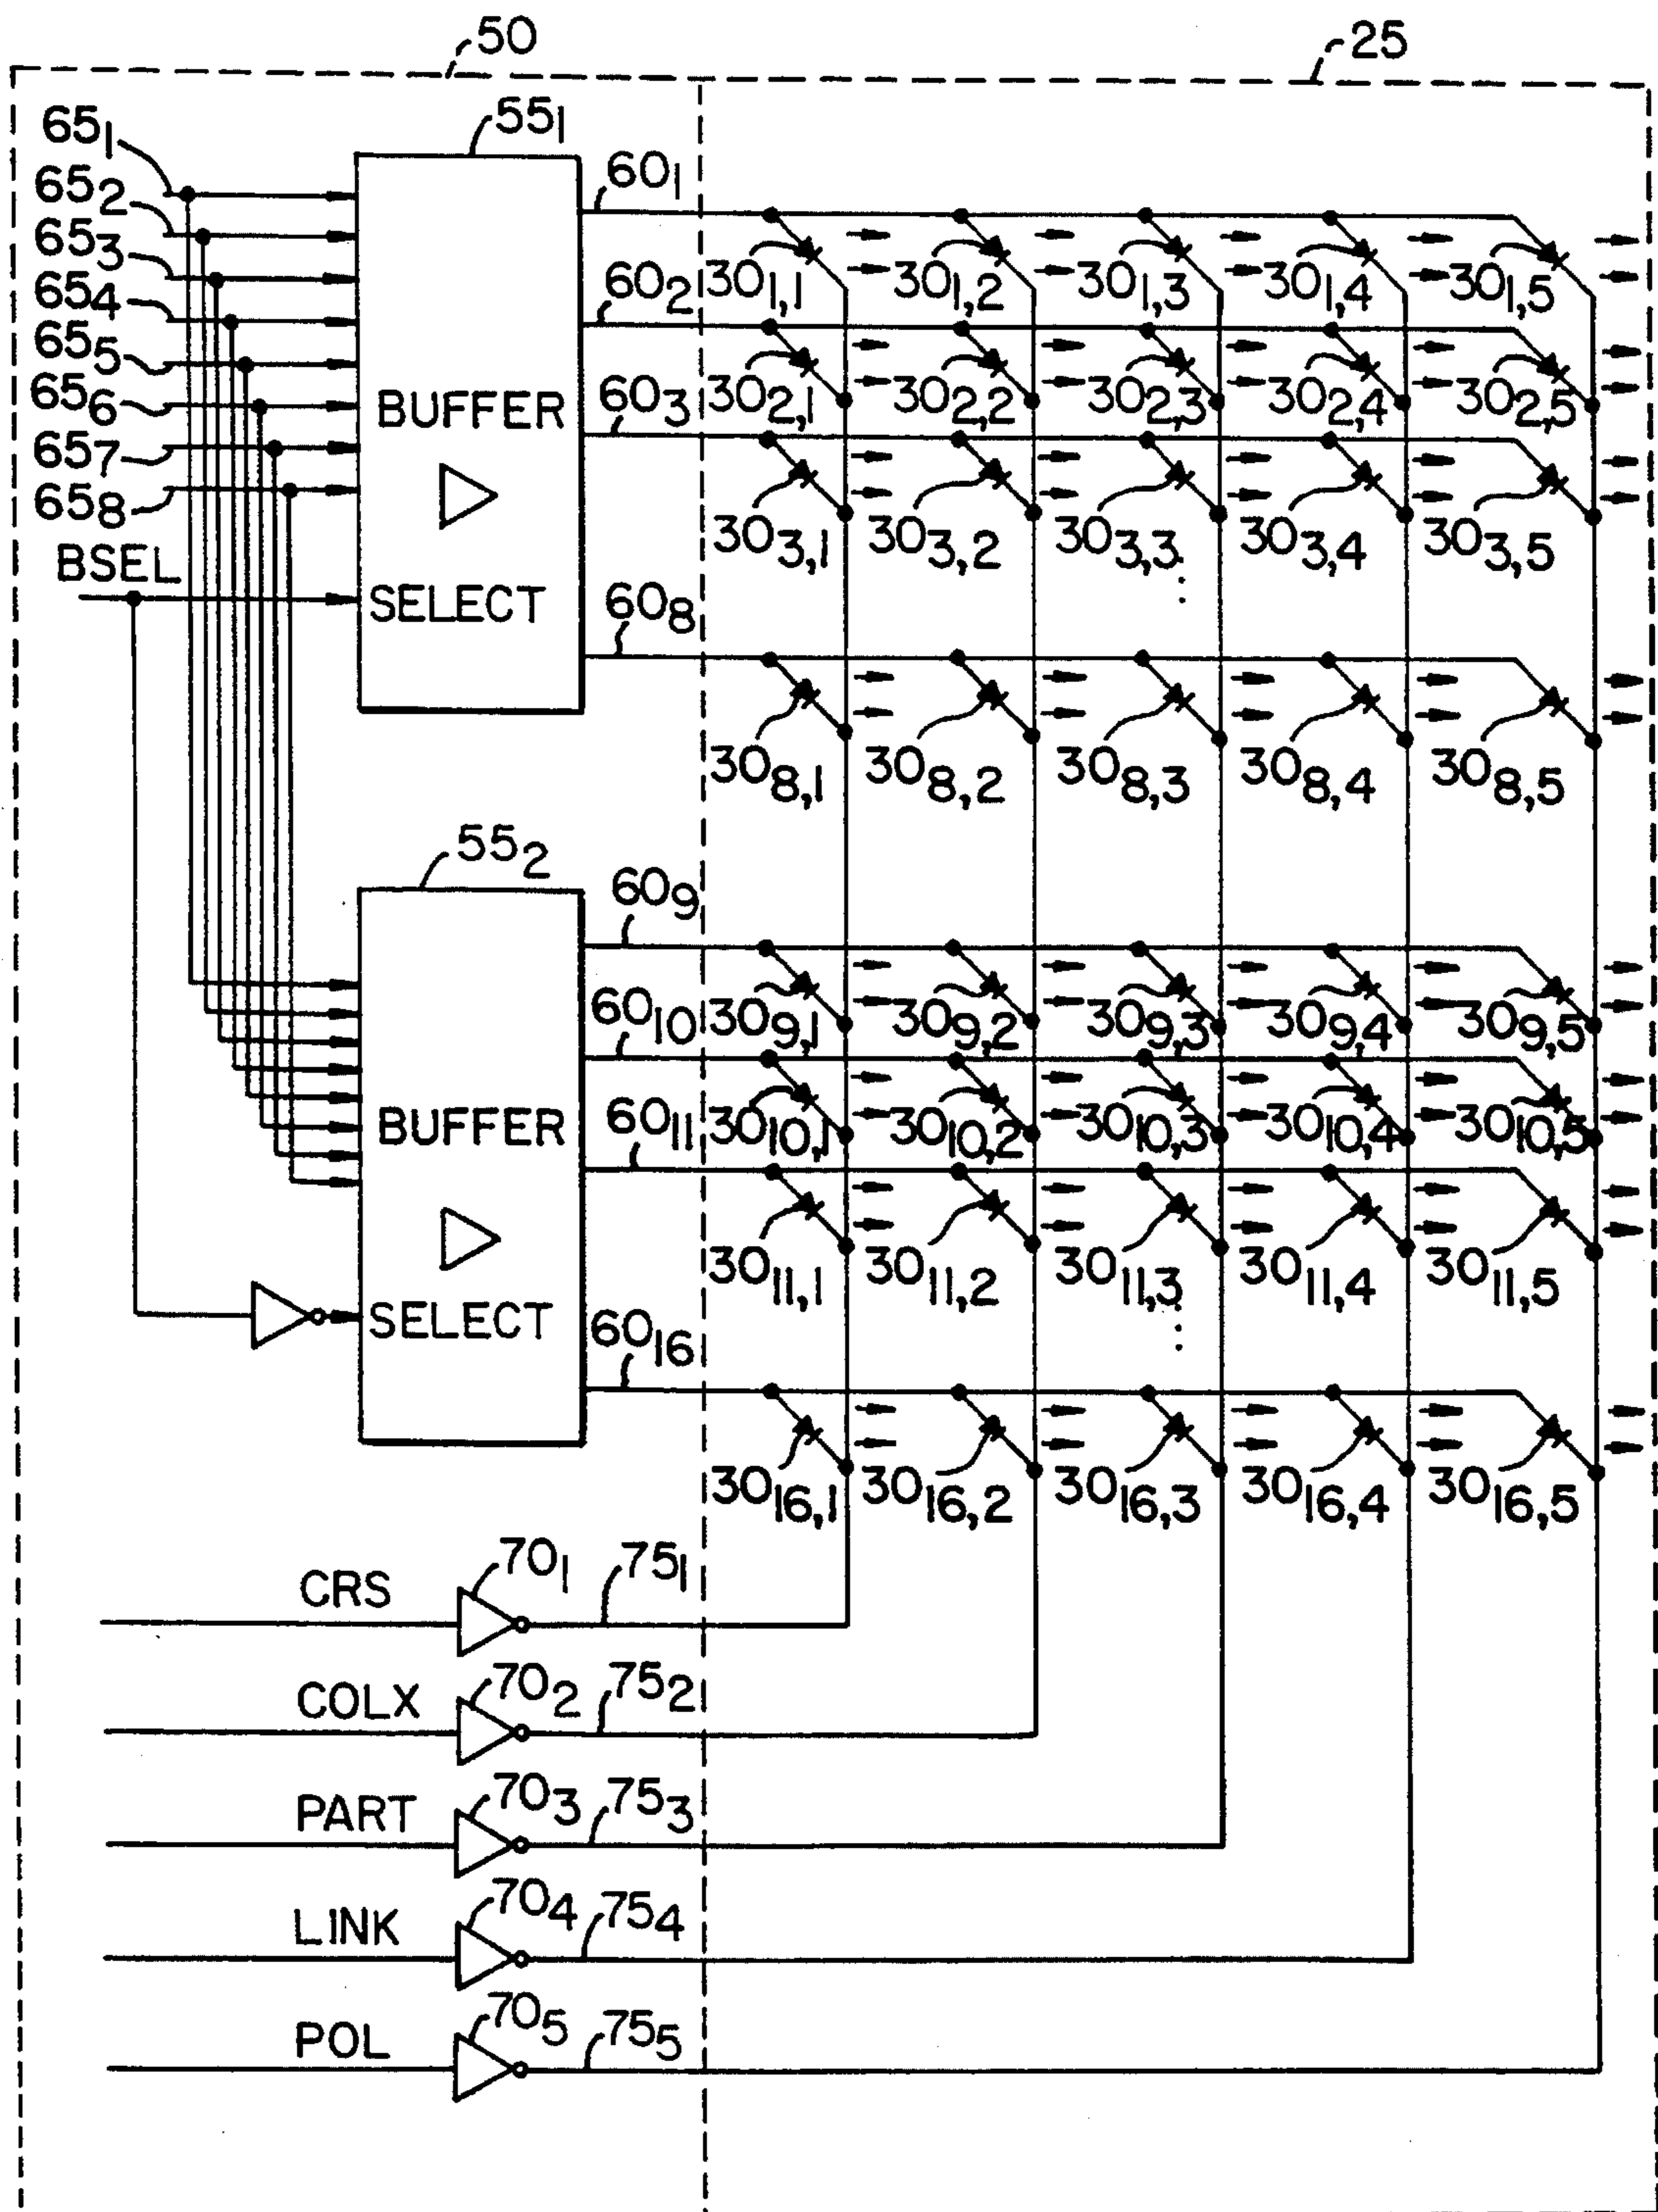 50
25
65₁
65₂
65₃
65₄
65₅
65₆
65₇
65₈
BSEL
55₁
BUFFER
SELECT
60₁
60₂
60₃
60₈
30₁,₁ 30₁,₂ 30₁,₃ 30₁,₄ 30₁,₅
30₂,₁ 30₂,₂ 30₂,₃ 30₂,₄ 30₂,₅
30₃,₁ 30₃,₂ 30₃,₃ 30₃,₄ 30₃,₅
30₈,₁ 30₈,₂ 30₈,₃ 30₈,₄ 30₈,₅
55₂
BUFFER
SELECT
60₉
60₁₀
60₁₁
60₁₆
30₉,₁ 30₉,₂ 30₉,₃ 30₉,₄ 30₉,₅
30₁₀,₁ 30₁₀,₂ 30₁₀,₃ 30₁₀,₄ 30₁₀,₅
30₁₁,₁ 30₁₁,₂ 30₁₁,₃ 30₁₁,₄ 30₁₁,₅
30₁₆,₁ 30₁₆,₂ 30₁₆,₃ 30₁₆,₄ 30₁₆,₅
CRS 70₁ 75₁
COLX 70₂ 75₂
PART 70₃ 75₃
LINK 70₄ 75₄
POL 70₅ 75₅